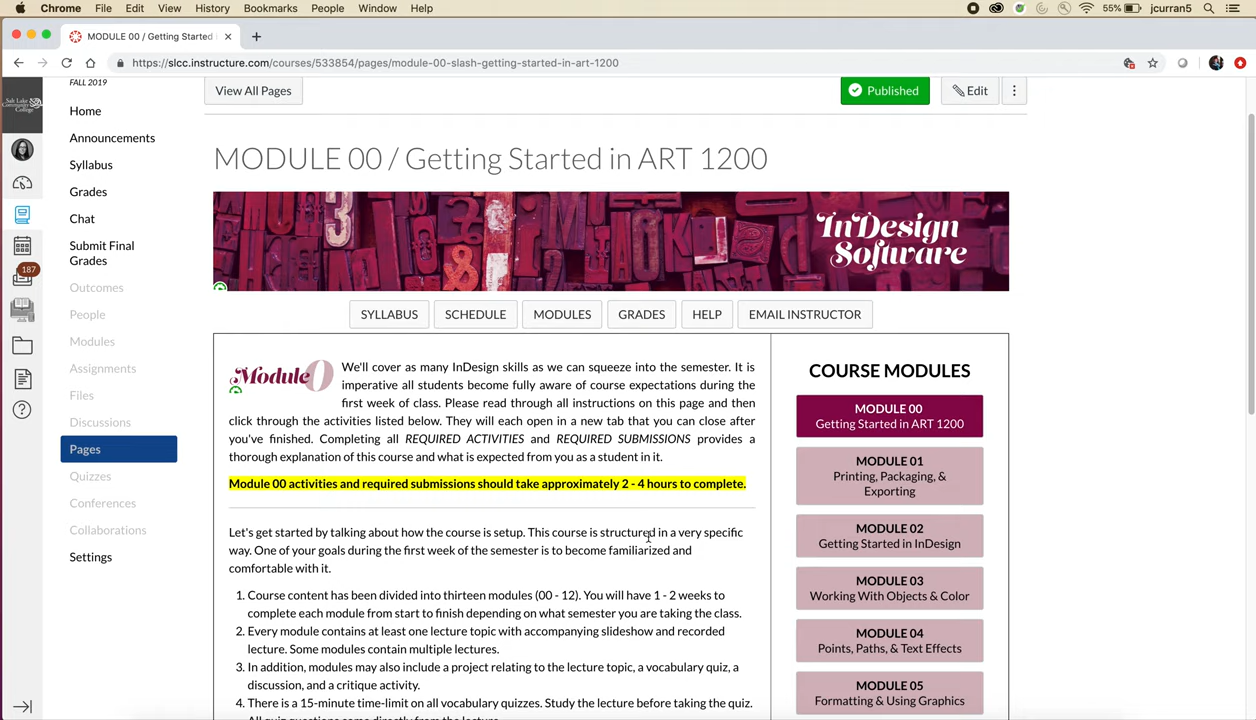 Chrome File Edit View History Bookmarks People Window Help 55% jcurran5
MODULE 00 / Getting Started
https://slcc.instructure.com/courses/533854/pages/module-00-slash-getting-started-in-art-1200
Salt Lake
Community
College
187
FALL 2019
Home
Announcements
Syllabus
Grades
Chat
Submit Final
Grades
Outcomes
People
Modules
Assignments
Files
Discussions
Pages
Quizzes
Conferences
Collaborations
Settings
View All Pages
Published
Edit
MODULE 00 / Getting Started in ART 1200
InDesign
Software
SYLLABUS SCHEDULE MODULES GRADES HELP EMAIL INSTRUCTOR
Module 0 We'll cover as many InDesign skills as we can squeeze into the semester. It is
imperative all students become fully aware of course expectations during the
first week of class. Please read through all instructions on this page and then
click through the activities listed below. They will each open in a new tab that you can close after
you've finished. Completing all REQUIRED ACTIVITIES and REQUIRED SUBMISSIONS provides a
thorough explanation of this course and what is expected from you as a student in it.
Module 00 activities and required submissions should take approximately 2 - 4 hours to complete.
Let's get started by talking about how the course is setup. This course is structured in a very specific
way. One of your goals during the first week of the semester is to become familiarized and
comfortable with it.
1. Course content has been divided into thirteen modules (00 - 12). You will have 1 - 2 weeks to
complete each module from start to finish depending on what semester you are taking the class.
2. Every module contains at least one lecture topic with accompanying slideshow and recorded
lecture. Some modules contain multiple lectures.
3. In addition, modules may also include a project relating to the lecture topic, a vocabulary quiz, a
discussion, and a critique activity.
4. There is a 15-minute time-limit on all vocabulary quizzes. Study the lecture before taking the quiz.
All quiz questions come directly from the lecture.
COURSE MODULES
MODULE 00
Getting Started in ART 1200
MODULE 01
Printing, Packaging, &
Exporting
MODULE 02
Getting Started in InDesign
MODULE 03
Working With Objects & Color
MODULE 04
Points, Paths, & Text Effects
MODULE 05
Formatting & Using Graphics